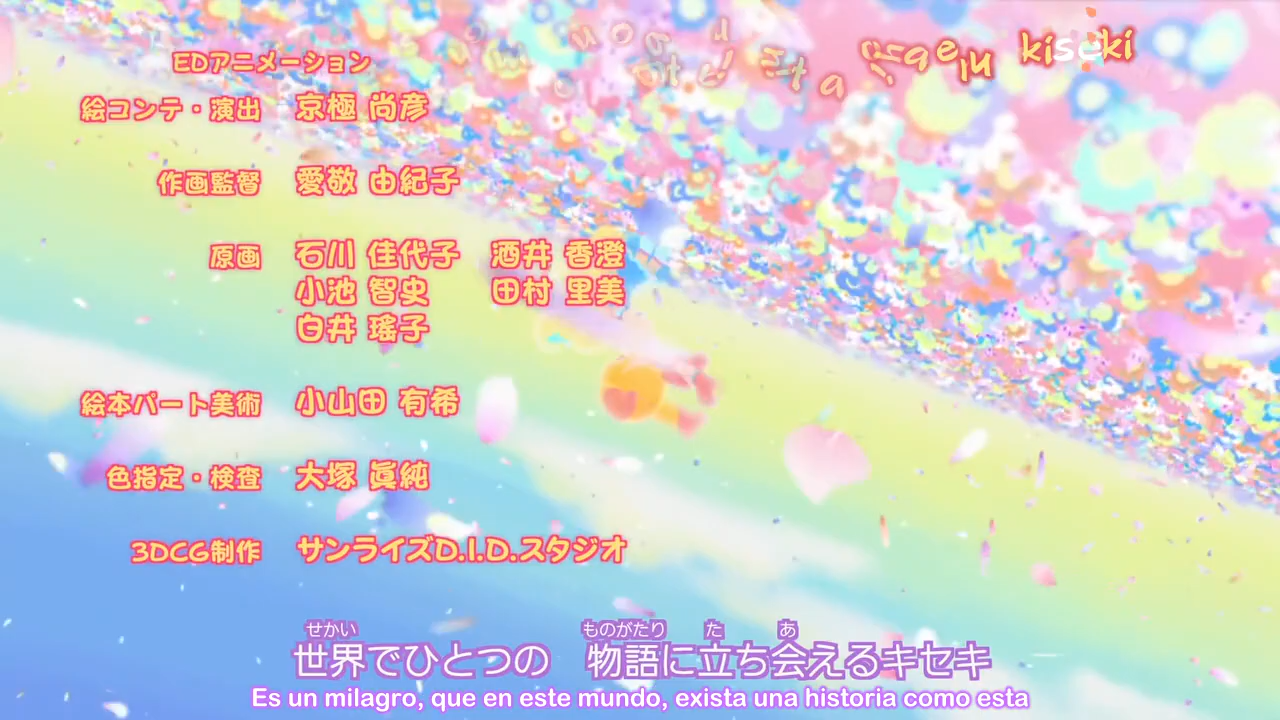 ni tachiaeru kiseki
EDアニメーション
絵コンテ・演出 京極 尚彦
作画監督 愛敬 由紀子
原画 石川 佳代子 酒井 香澄
小池 智史 田村 里美
白井 瑤子
絵本パート美術 小山田 有希
色指定・検査 大塚 眞純
3DCG制作 サンライズD.I.D.スタジオ
せかい ものがたり た あ
世界でひとつの 物語に立ち会えるキセキ
Es un milagro, que en este mundo, exista una historia como esta